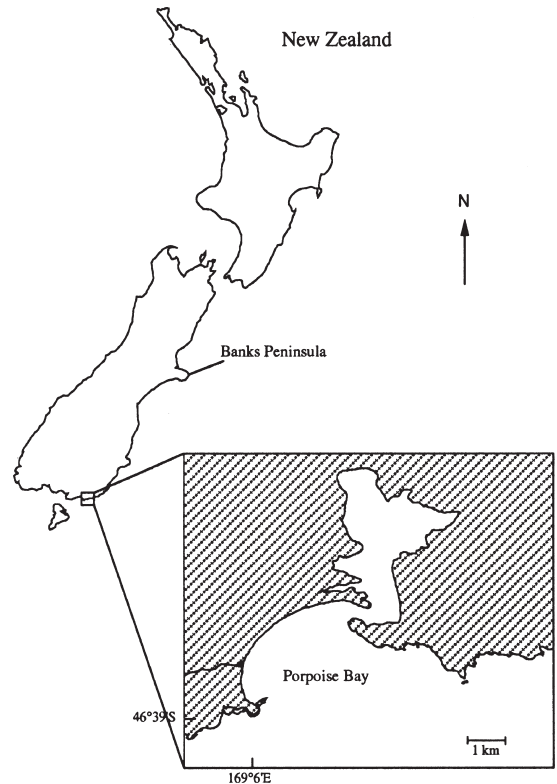 New Zealand
N
Banks Peninsula
Porpoise Bay
46°39'S
1 km
169°6'E